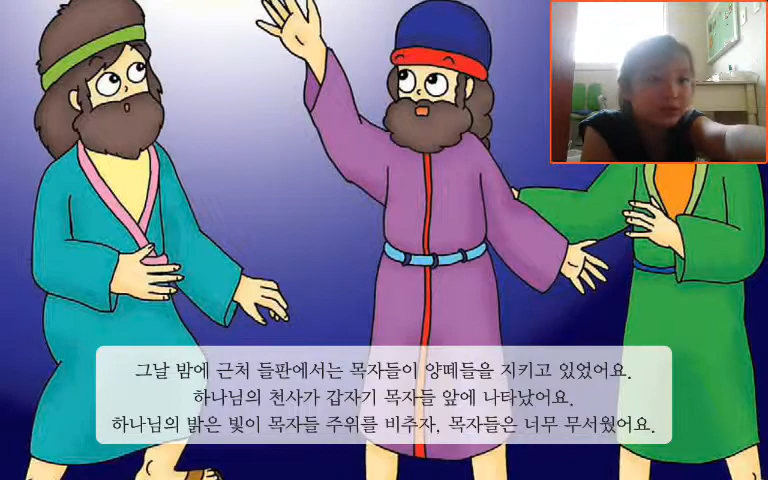 그날 밤에 근처 들판에서는 목자들이 양떼들을 지키고 있었어요.
하나님의 천사가 갑자기 목자들 앞에 나타났어요.
하나님의 밝은 빛이 목자들 주위를 비추자, 목자들은 너무 무서웠어요.